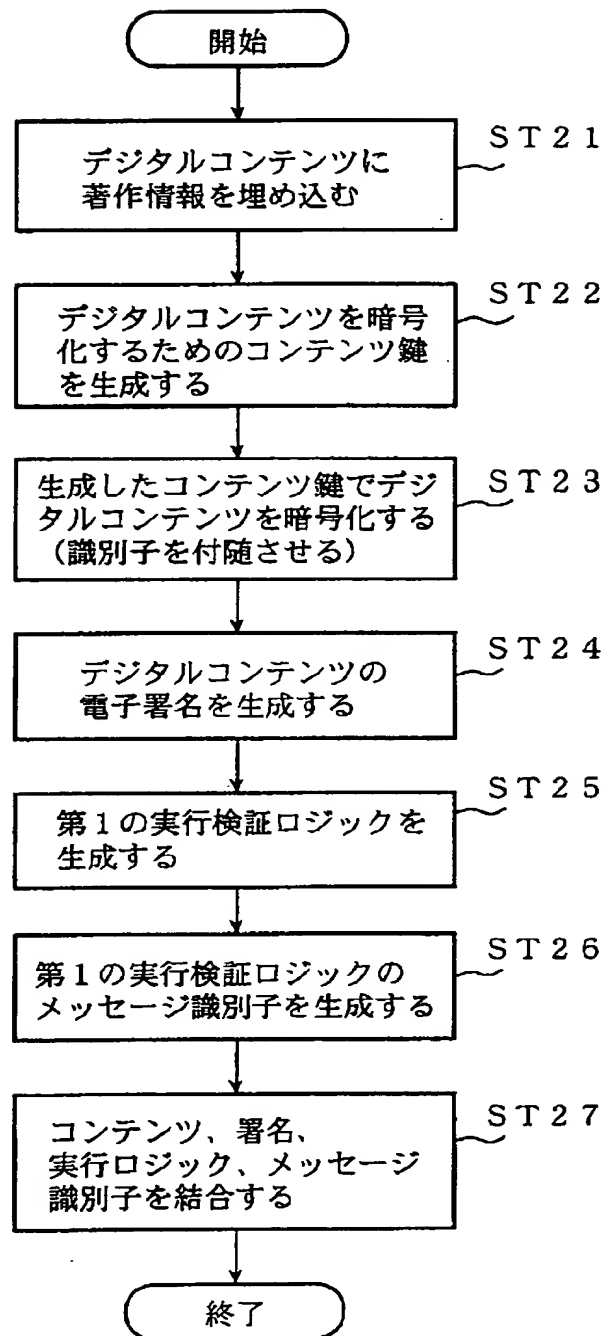 開始
ST21
デジタルコンテンツに
著作情報を埋め込む
ST22
デジタルコンテンツを暗号
化するためのコンテンツ鍵
を生成する
ST23
生成したコンテンツ鍵でデジ
タルコンテンツを暗号化する
（識別子を付随させる）
ST24
デジタルコンテンツの
電子署名を生成する
ST25
第１の実行検証ロジックを
生成する
ST26
第１の実行検証ロジックの
メッセージ識別子を生成する
ST27
コンテンツ、署名、
実行ロジック、メッセージ
識別子を結合する
終了